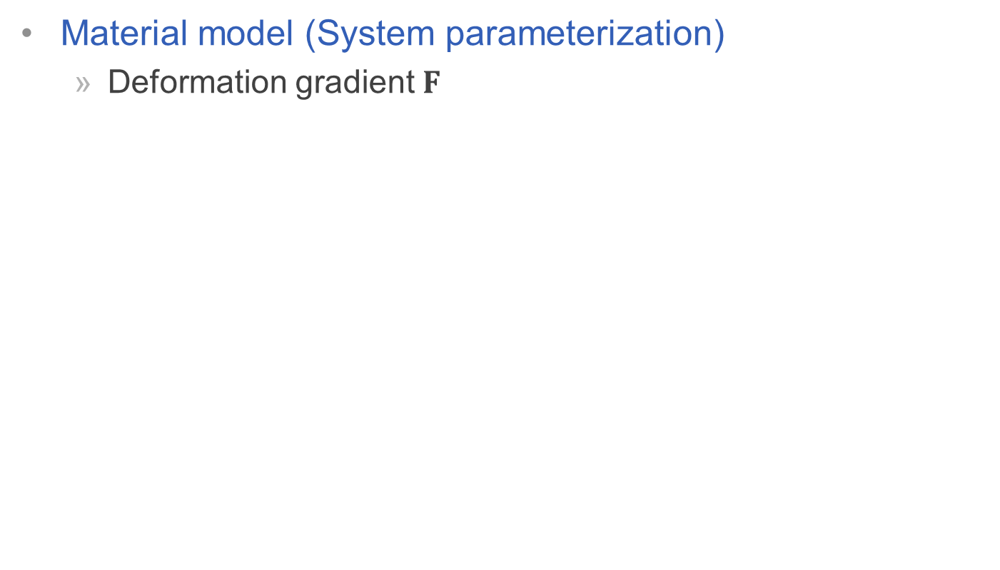 • Material model (System parameterization)
» Deformation gradient F